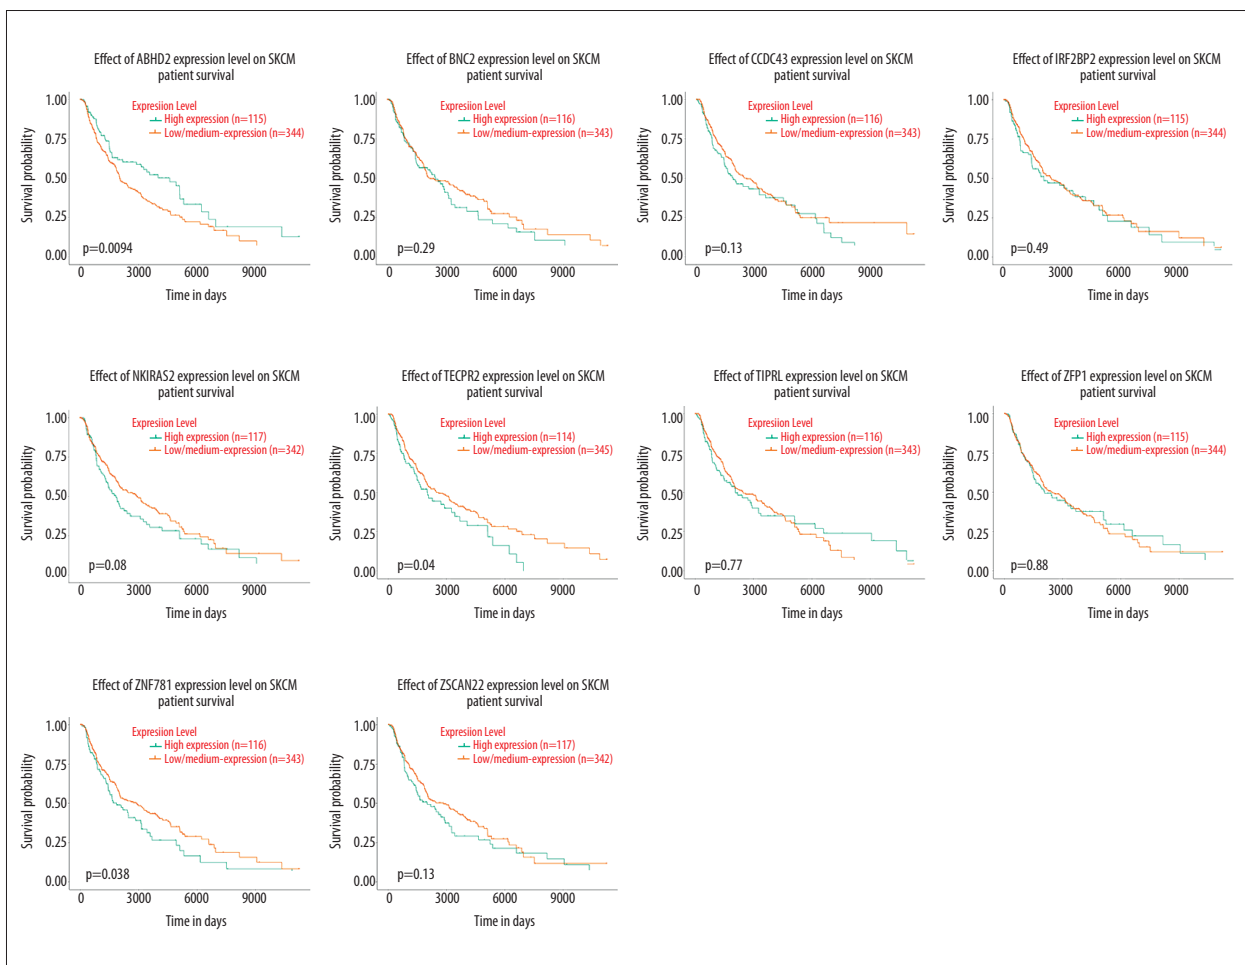 Effect of ABHD2 expression level on SKCM
patient survival
1.00
0.75
0.50
0.25
0.00
Survival probability
Expresiion Level
High expression (n=115)
Low/medium-expression (n=344)
p=0.0094
0 3000 6000 9000
Time in days
Effect of BNC2 expression level on SKCM
patient survival
1.00
0.75
0.50
0.25
0.00
Survival probability
Expresiion Level
High expression (n=116)
Low/medium-expression (n=343)
p=0.29
0 3000 6000 9000
Time in days
Effect of CCDC43 expression level on SKCM
patient survival
1.00
0.75
0.50
0.25
0.00
Survival probability
Expresiion Level
High expression (n=116)
Low/medium-expression (n=343)
p=0.13
0 3000 6000 9000
Time in days
Effect of IRF2BP2 expression level on SKCM
patient survival
1.00
0.75
0.50
0.25
0.00
Survival probability
Expresiion Level
High expression (n=115)
Low/medium-expression (n=344)
p=0.49
0 3000 6000 9000
Time in days
Effect of NKIRAS2 expression level on SKCM
patient survival
1.00
0.75
0.50
0.25
0.00
Survival probability
Expresiion Level
High expression (n=117)
Low/medium-expression (n=342)
p=0.08
0 3000 6000 9000
Time in days
Effect of TECPR2 expression level on SKCM
patient survival
1.00
0.75
0.50
0.25
0.00
Survival probability
Expresiion Level
High expression (n=114)
Low/medium-expression (n=345)
p=0.04
0 3000 6000 9000
Time in days
Effect of TIPRL expression level on SKCM
patient survival
1.00
0.75
0.50
0.25
0.00
Survival probability
Expresiion Level
High expression (n=116)
Low/medium-expression (n=343)
p=0.77
0 3000 6000 9000
Time in days
Effect of ZFP1 expression level on SKCM
patient survival
1.00
0.75
0.50
0.25
0.00
Survival probability
Expresiion Level
High expression (n=115)
Low/medium-expression (n=344)
p=0.88
0 3000 6000 9000
Time in days
Effect of ZNF781 expression level on SKCM
patient survival
1.00
0.75
0.50
0.25
0.00
Survival probability
Expresiion Level
High expression (n=116)
Low/medium-expression (n=343)
p=0.038
0 3000 6000 9000
Time in days
Effect of ZSCAN22 expression level on SKCM
patient survival
1.00
0.75
0.50
0.25
0.00
Survival probability
Expresiion Level
High expression (n=117)
Low/medium-expression (n=342)
p=0.13
0 3000 6000 9000
Time in days